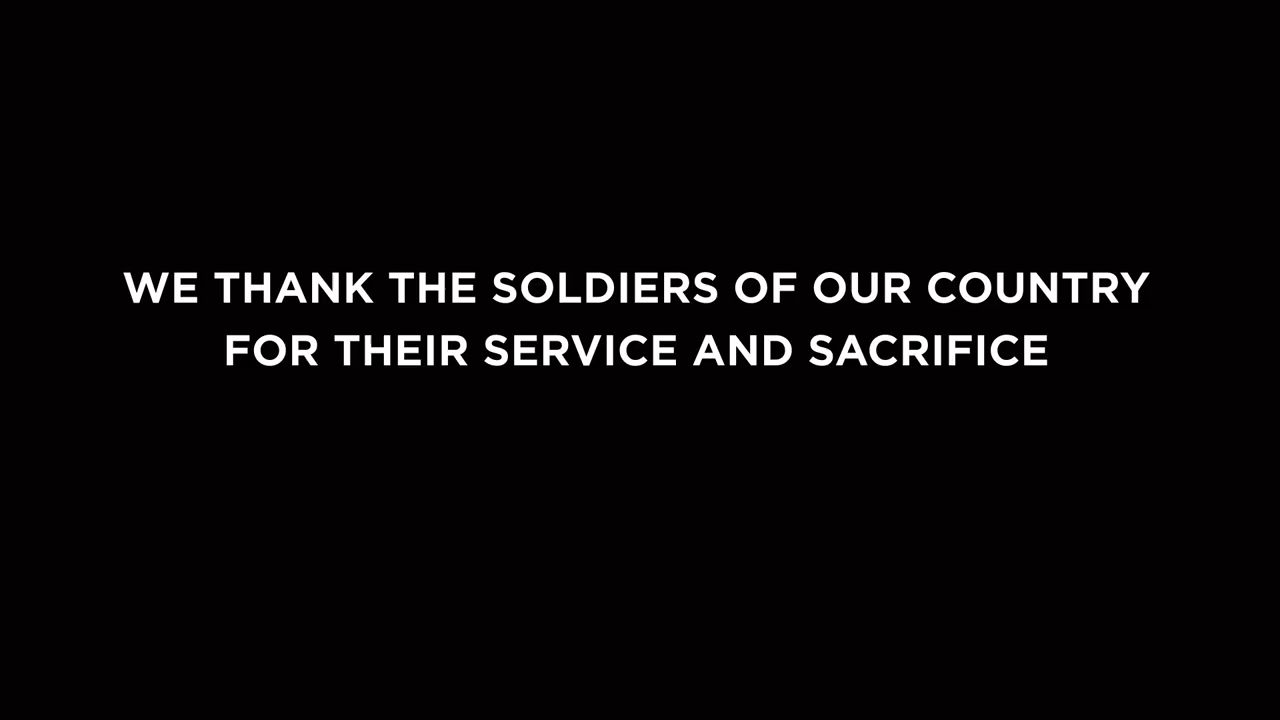 WE THANK THE SOLDIERS OF OUR COUNTRY
FOR THEIR SERVICE AND SACRIFICE